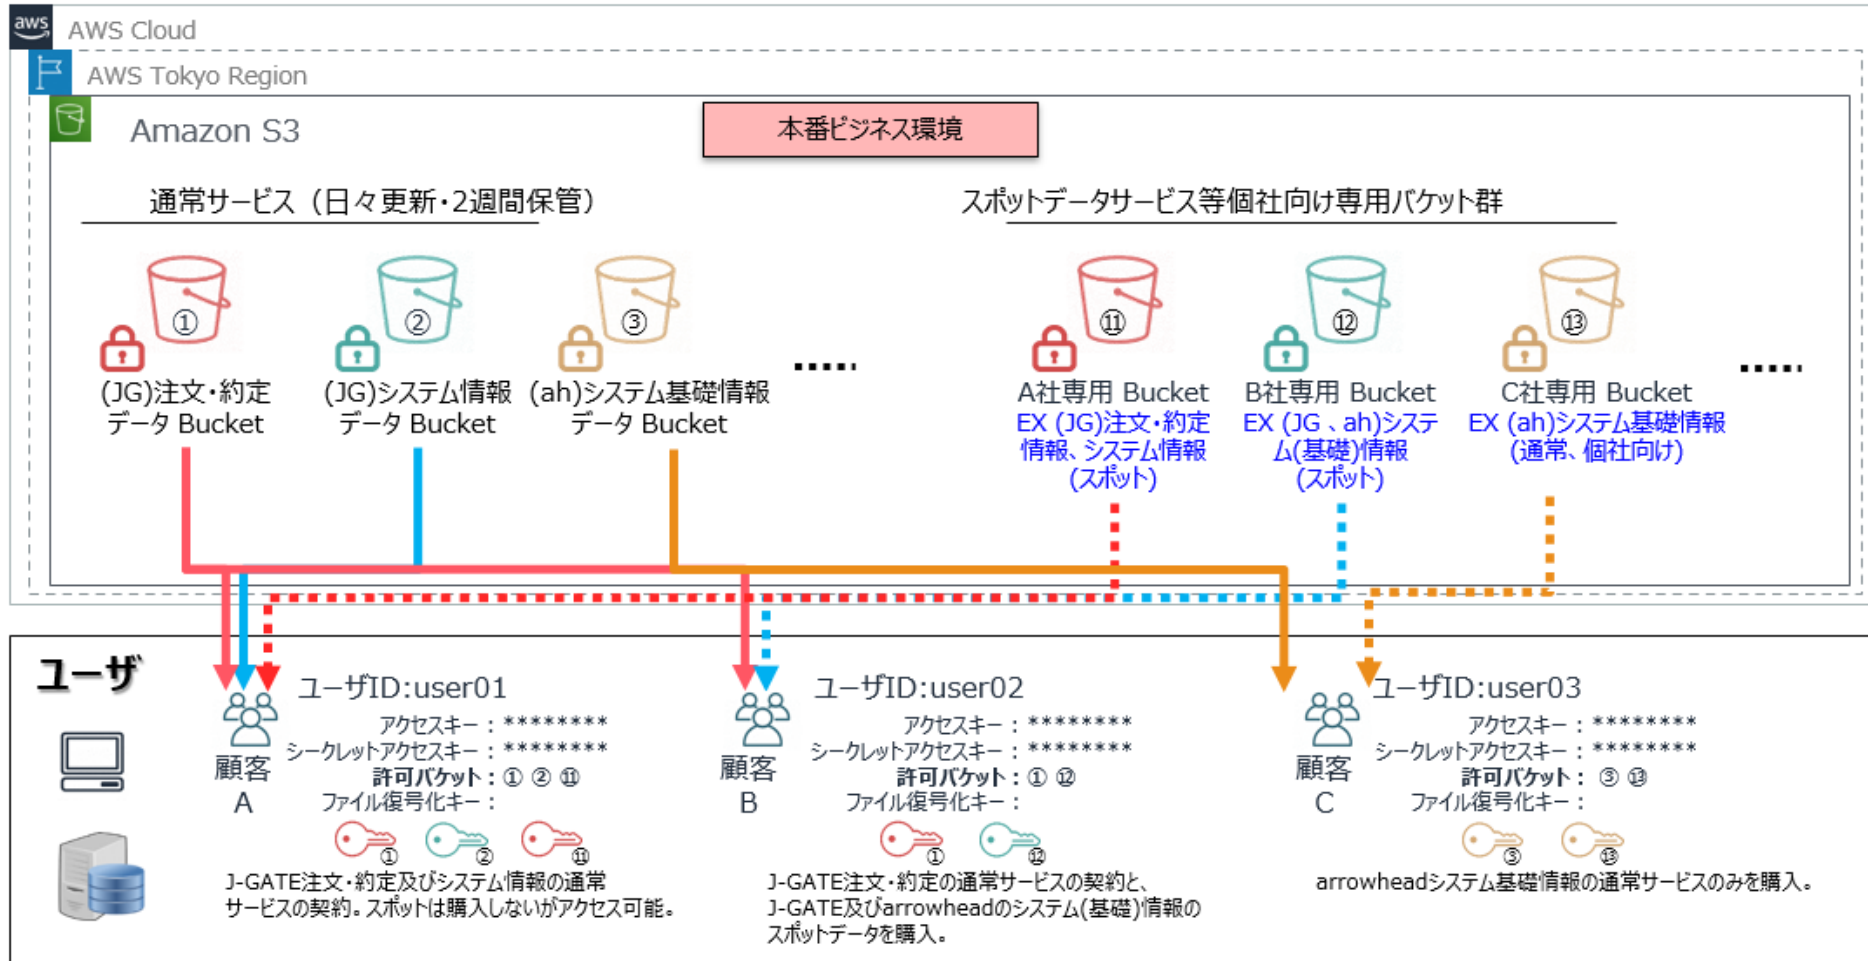 aws
AWS Cloud
AWS Tokyo Region
Amazon S3
本番ビジネス環境
通常サービス（日々更新・2週間保管）
スポットデータサービス等個社向け専用バケット群
①
(JG)注文・約定
データ Bucket
②
(JG)システム情報
データ Bucket
③
(ah)システム基礎情報
データ Bucket
・・・・・
⑪
A社専用 Bucket
EX (JG)注文・約定
情報、システム情報
(スポット)
⑫
B社専用 Bucket
EX (JG 、ah)システ
ム(基礎)情報
(スポット)
⑬
C社専用 Bucket
EX (ah)システム基礎情報
(通常、個社向け)
・・・・・
ユーザ
顧客
A
ユーザID:user01
アクセスキー：********
シークレットアクセスキー：********
許可バケット：① ② ⑪
ファイル復号化キー：
① ② ⑪
J-GATE注文・約定及びシステム情報の通常
サービスの契約。スポットは購入しないがアクセス可能。
顧客
B
ユーザID:user02
アクセスキー：********
シークレットアクセスキー：********
許可バケット：① ⑫
ファイル復号化キー：
① ⑫
J-GATE注文・約定の通常サービスの契約と、
J-GATE及びarrowheadのシステム(基礎)情報の
スポットデータを購入。
顧客
C
ユーザID:user03
アクセスキー：********
シークレットアクセスキー：********
許可バケット： ③ ⑬
ファイル復号化キー：
③ ⑬
arrowheadシステム基礎情報の通常サービスのみを購入。